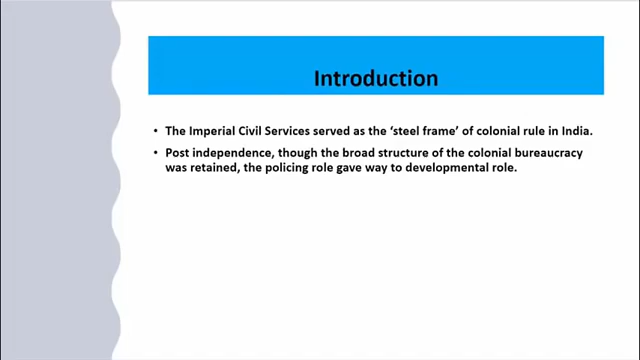 Introduction
• The Imperial Civil Services served as the ‘steel frame’ of colonial rule in India.
• Post independence, though the broad structure of the colonial bureaucracy
was retained, the policing role gave way to developmental role.